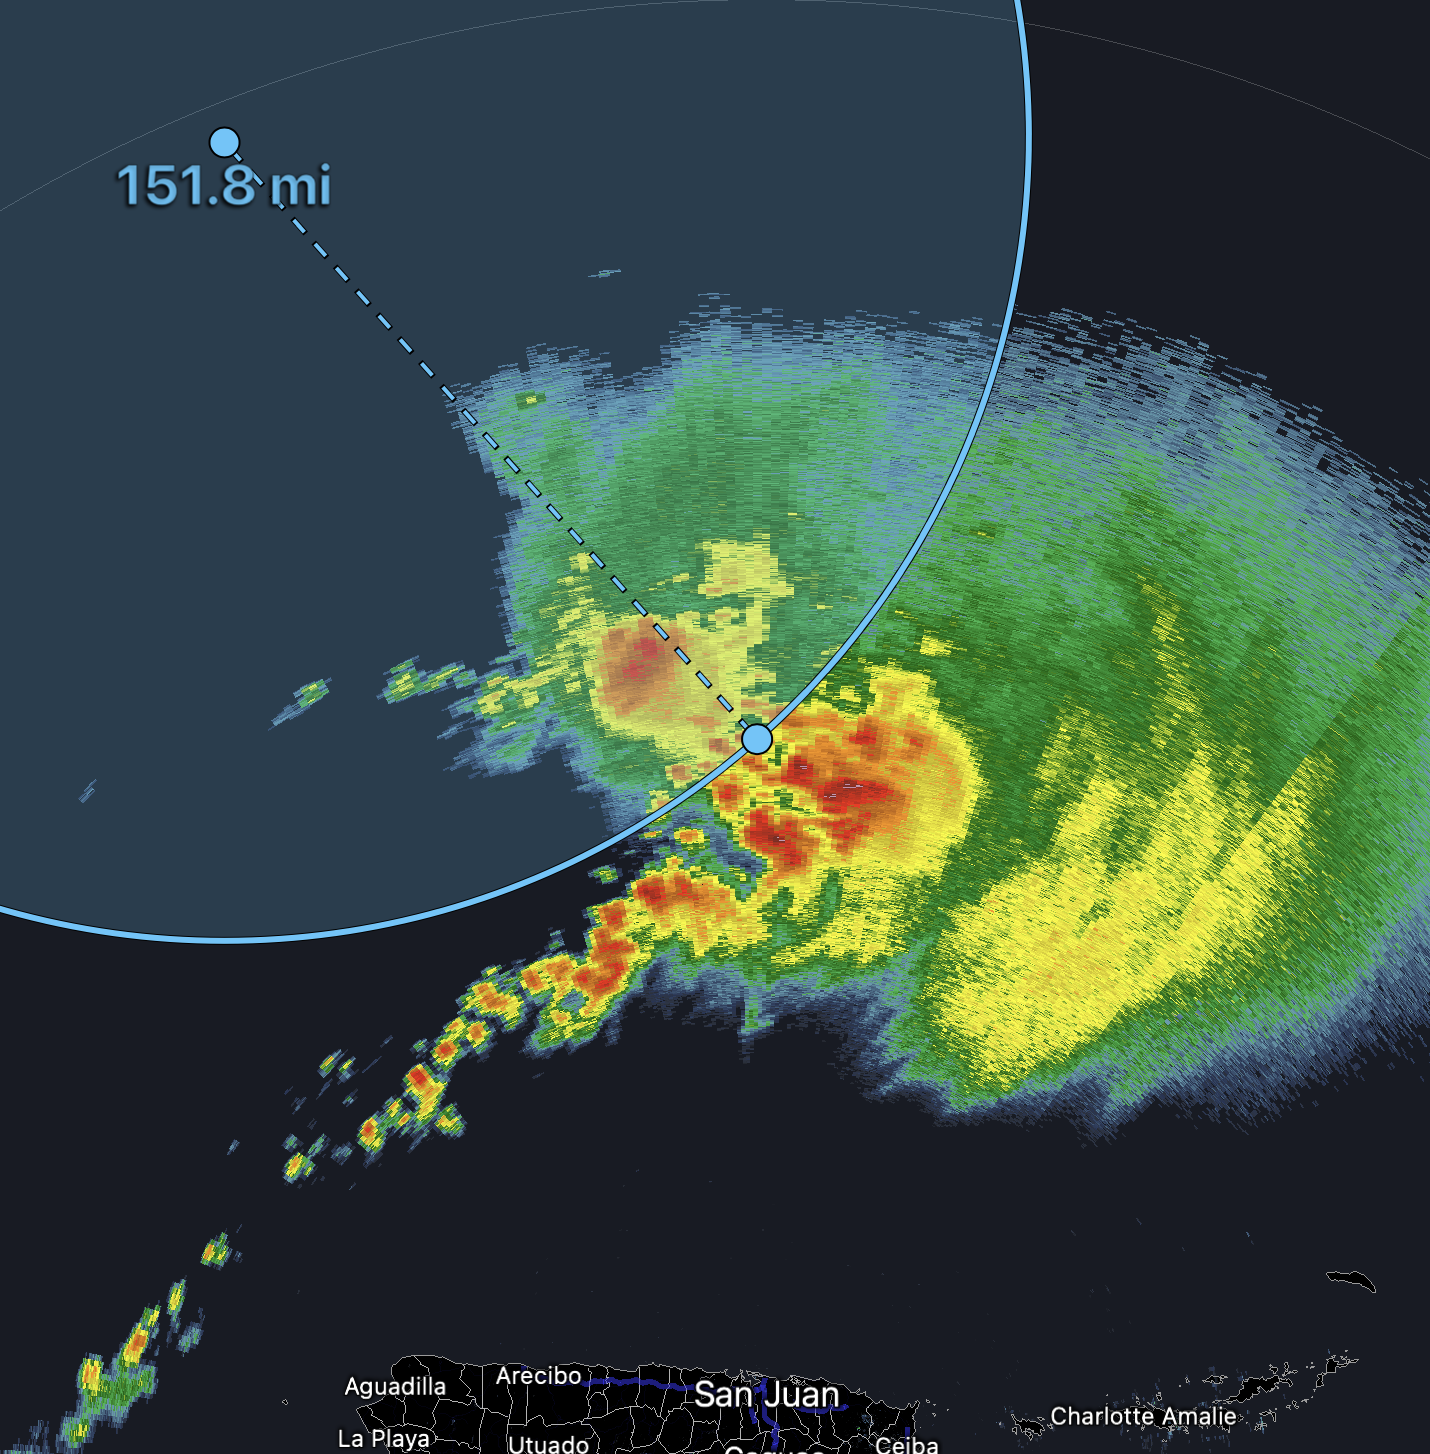 151.8 mi
Arecibo
Aguadilla
San Juan
Charlotte Amalie
La Playa
Utuado
Ceiba